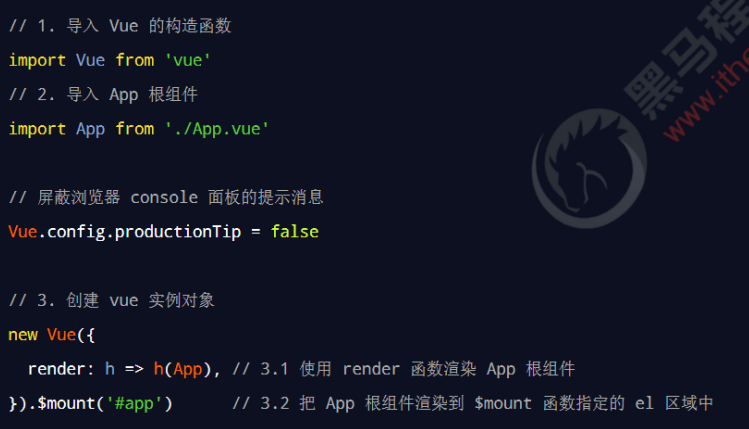 // 1. 导入 Vue 的构造函数
import Vue from 'vue'
// 2. 导入 App 根组件
import App from './App.vue'
// 屏蔽浏览器 console 面板的提示消息
Vue.config.productionTip = false
// 3. 创建 vue 实例对象
new Vue({
  render: h => h(App), // 3.1 使用 render 函数渲染 App 根组件
}).$mount('#app')      // 3.2 把 App 根组件渲染到 $mount 函数指定的 el 区域中
黑马程
www.ithe